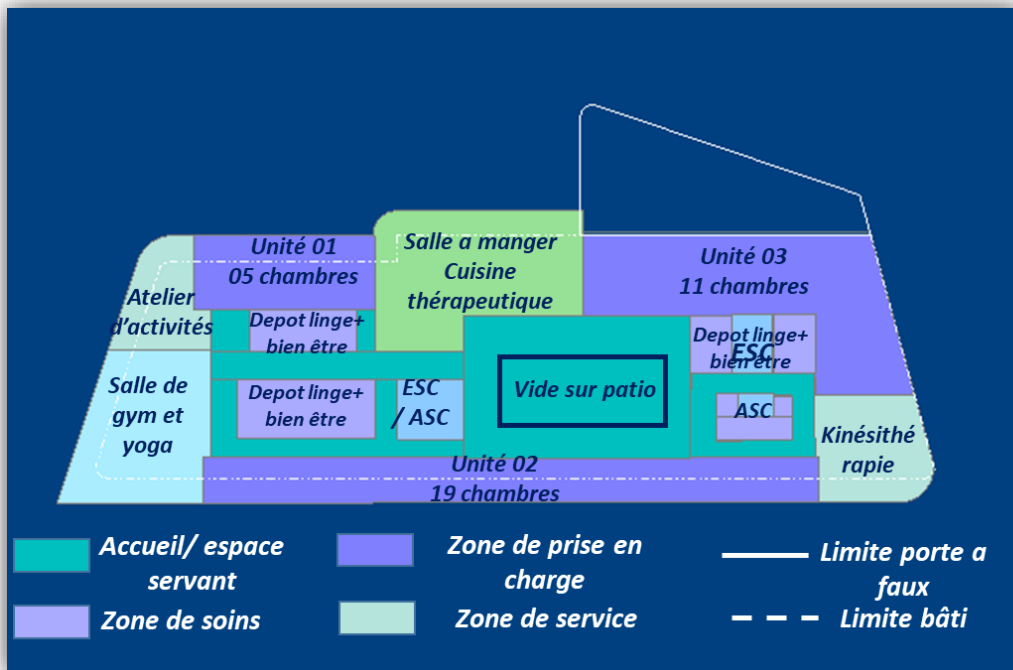 Unité 01
05 chambres
Salle a manger
Cuisine
thérapeutique
Unité 03
11 chambres
Atelier
d'activités
Depot linge+
bien être
Depot linge+
bien être
ESC
Salle de
gym et
yoga
Depot linge+
bien être
ESC
/ ASC
Vide sur patio
ASC
Kinésithé
rapie
Unité 02
19 chambres
Accueil/ espace
servant
Zone de prise en
charge
Limite porte a
faux
Zone de soins
Zone de service
Limite bâti